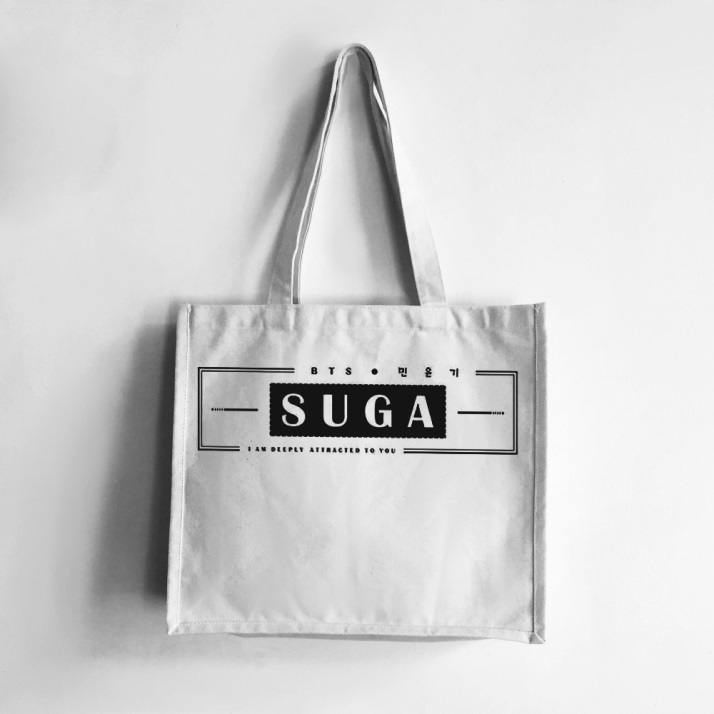 BTS • 민윤기
SUGA
I AM DEEPLY ATTRACTED TO YOU